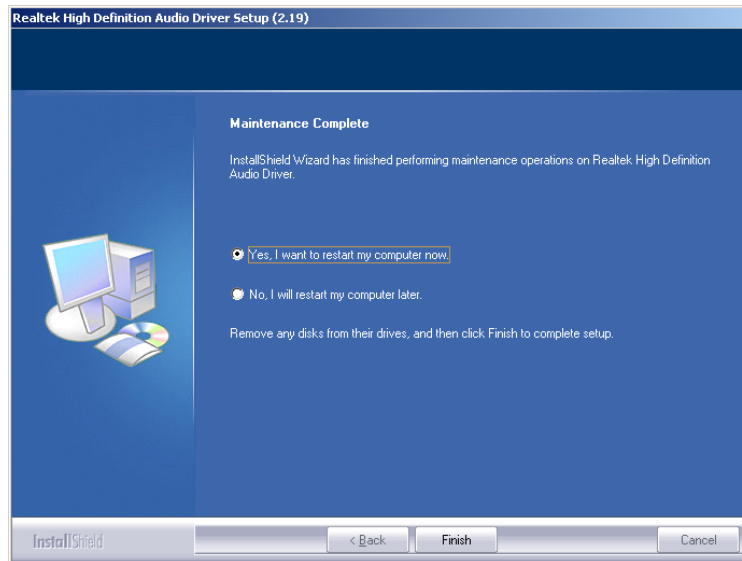 Realtek High Definition Audio Driver Setup (2.19)
Maintenance Complete
InstallShield Wizard has finished performing maintenance operations on Realtek High Definition
Audio Driver.
Yes, I want to restart my computer now.
No, I will restart my computer later.
Remove any disks from their drives, and then click Finish to complete setup.
InstallShield
< Back
Finish
Cancel